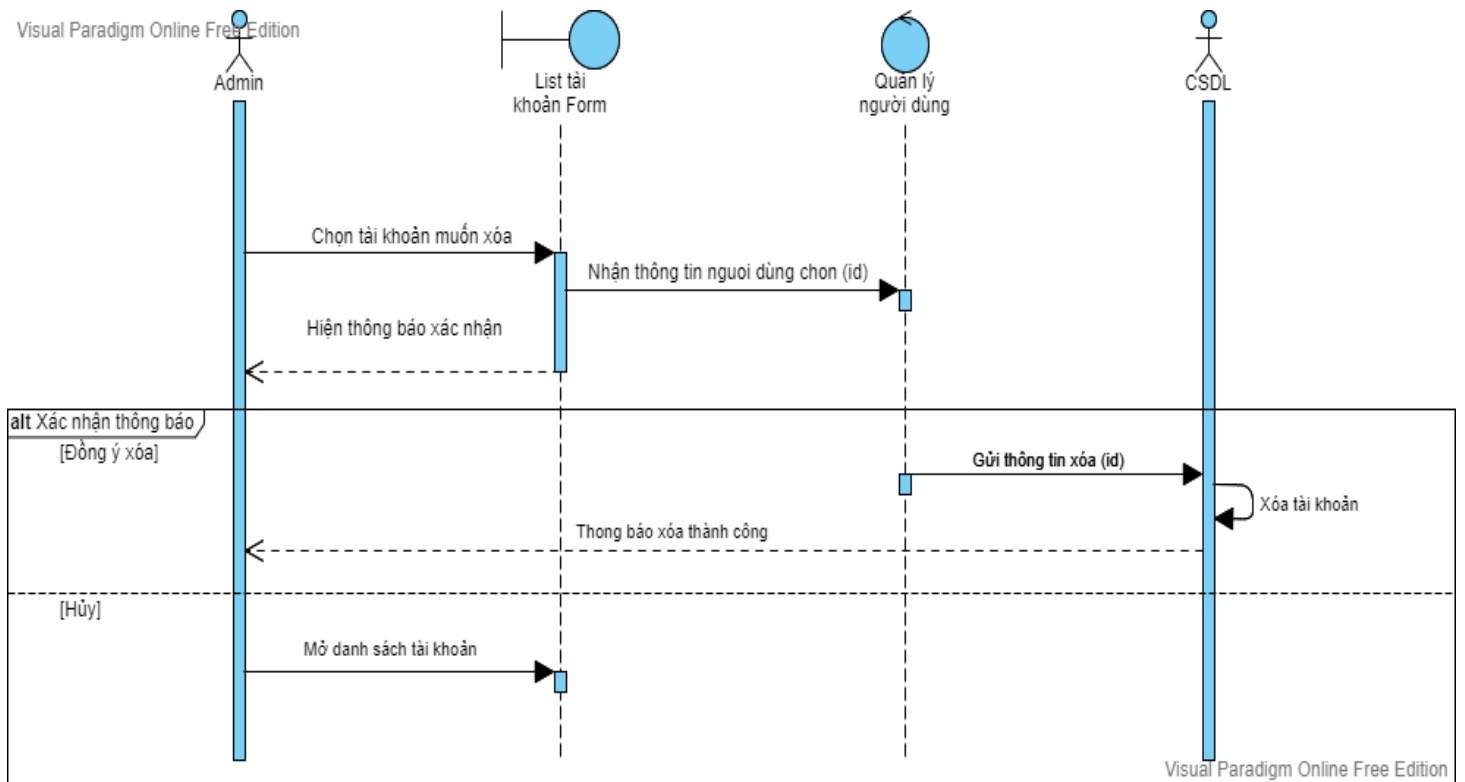 Visual Paradigm Online Free Edition
Admin
List tài
khoản Form
Quản lý
người dùng
CSDL
Chọn tài khoản muốn xóa
Nhận thông tin nguoi dùng chon (id)
Hiện thông báo xác nhận
alt Xác nhận thông báo
[Đồng ý xóa]
Gửi thông tin xóa (id)
Xóa tài khoản
Thong báo xóa thành công
[Hủy]
Mở danh sách tài khoản
Visual Paradigm Online Free Edition